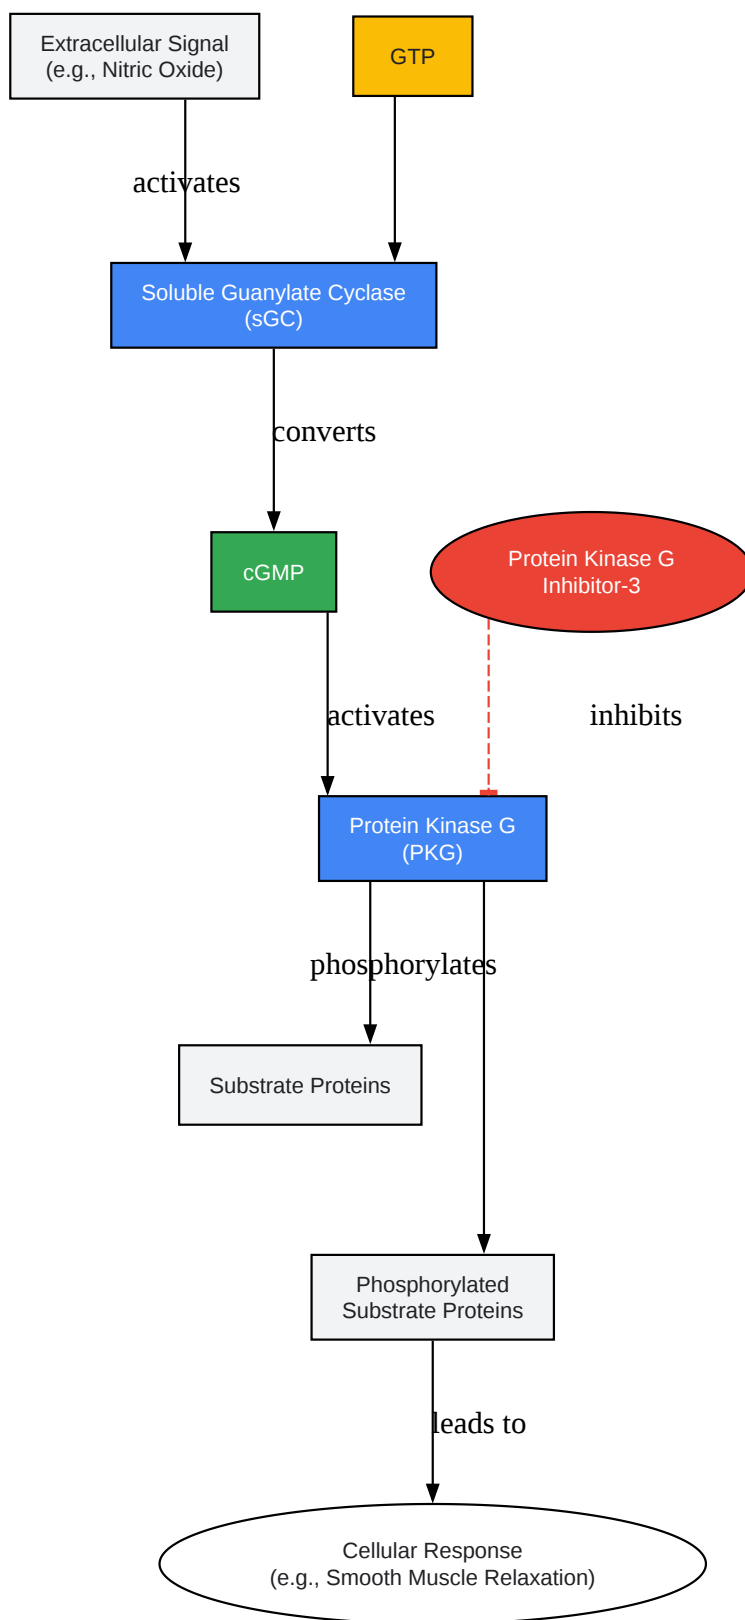 Extracellular Signal
(e.g., Nitric Oxide)
GTP
activates
Soluble Guanylate Cyclase
(sGC)
converts
cGMP
Protein Kinase G
Inhibitor-3
activates
inhibits
Protein Kinase G
(PKG)
phosphorylates
Substrate Proteins
Phosphorylated
Substrate Proteins
leads to
Cellular Response
(e.g., Smooth Muscle Relaxation)